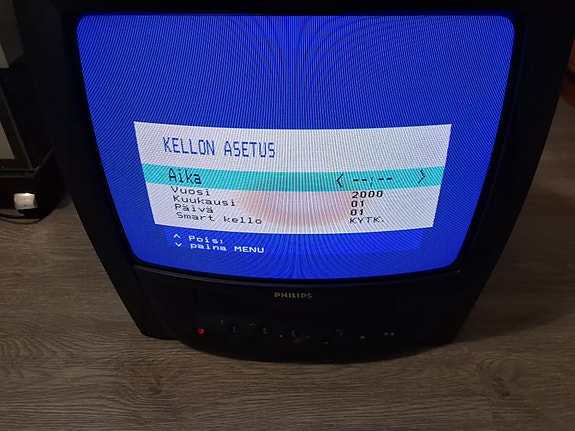 KELLON ASETUS
Aika < --:-- >
Vuosi 2000
Kuukausi 01
Päivä 01
Smart kello KYTK.
^ Pois:
v paina MENU
PHILIPS